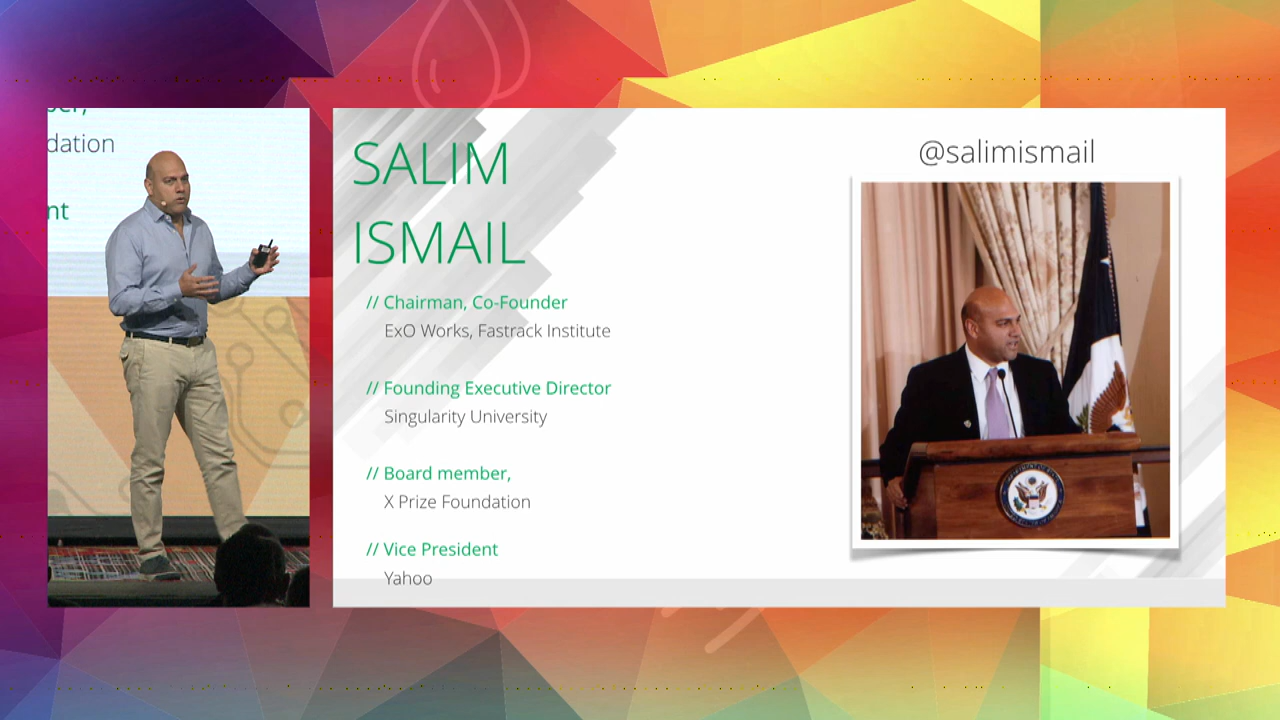 dation
nt
SALIM
ISMAIL
// Chairman, Co-Founder
ExO Works, Fastrack Institute
// Founding Executive Director
Singularity University
// Board member,
X Prize Foundation
// Vice President
Yahoo
@salimismail